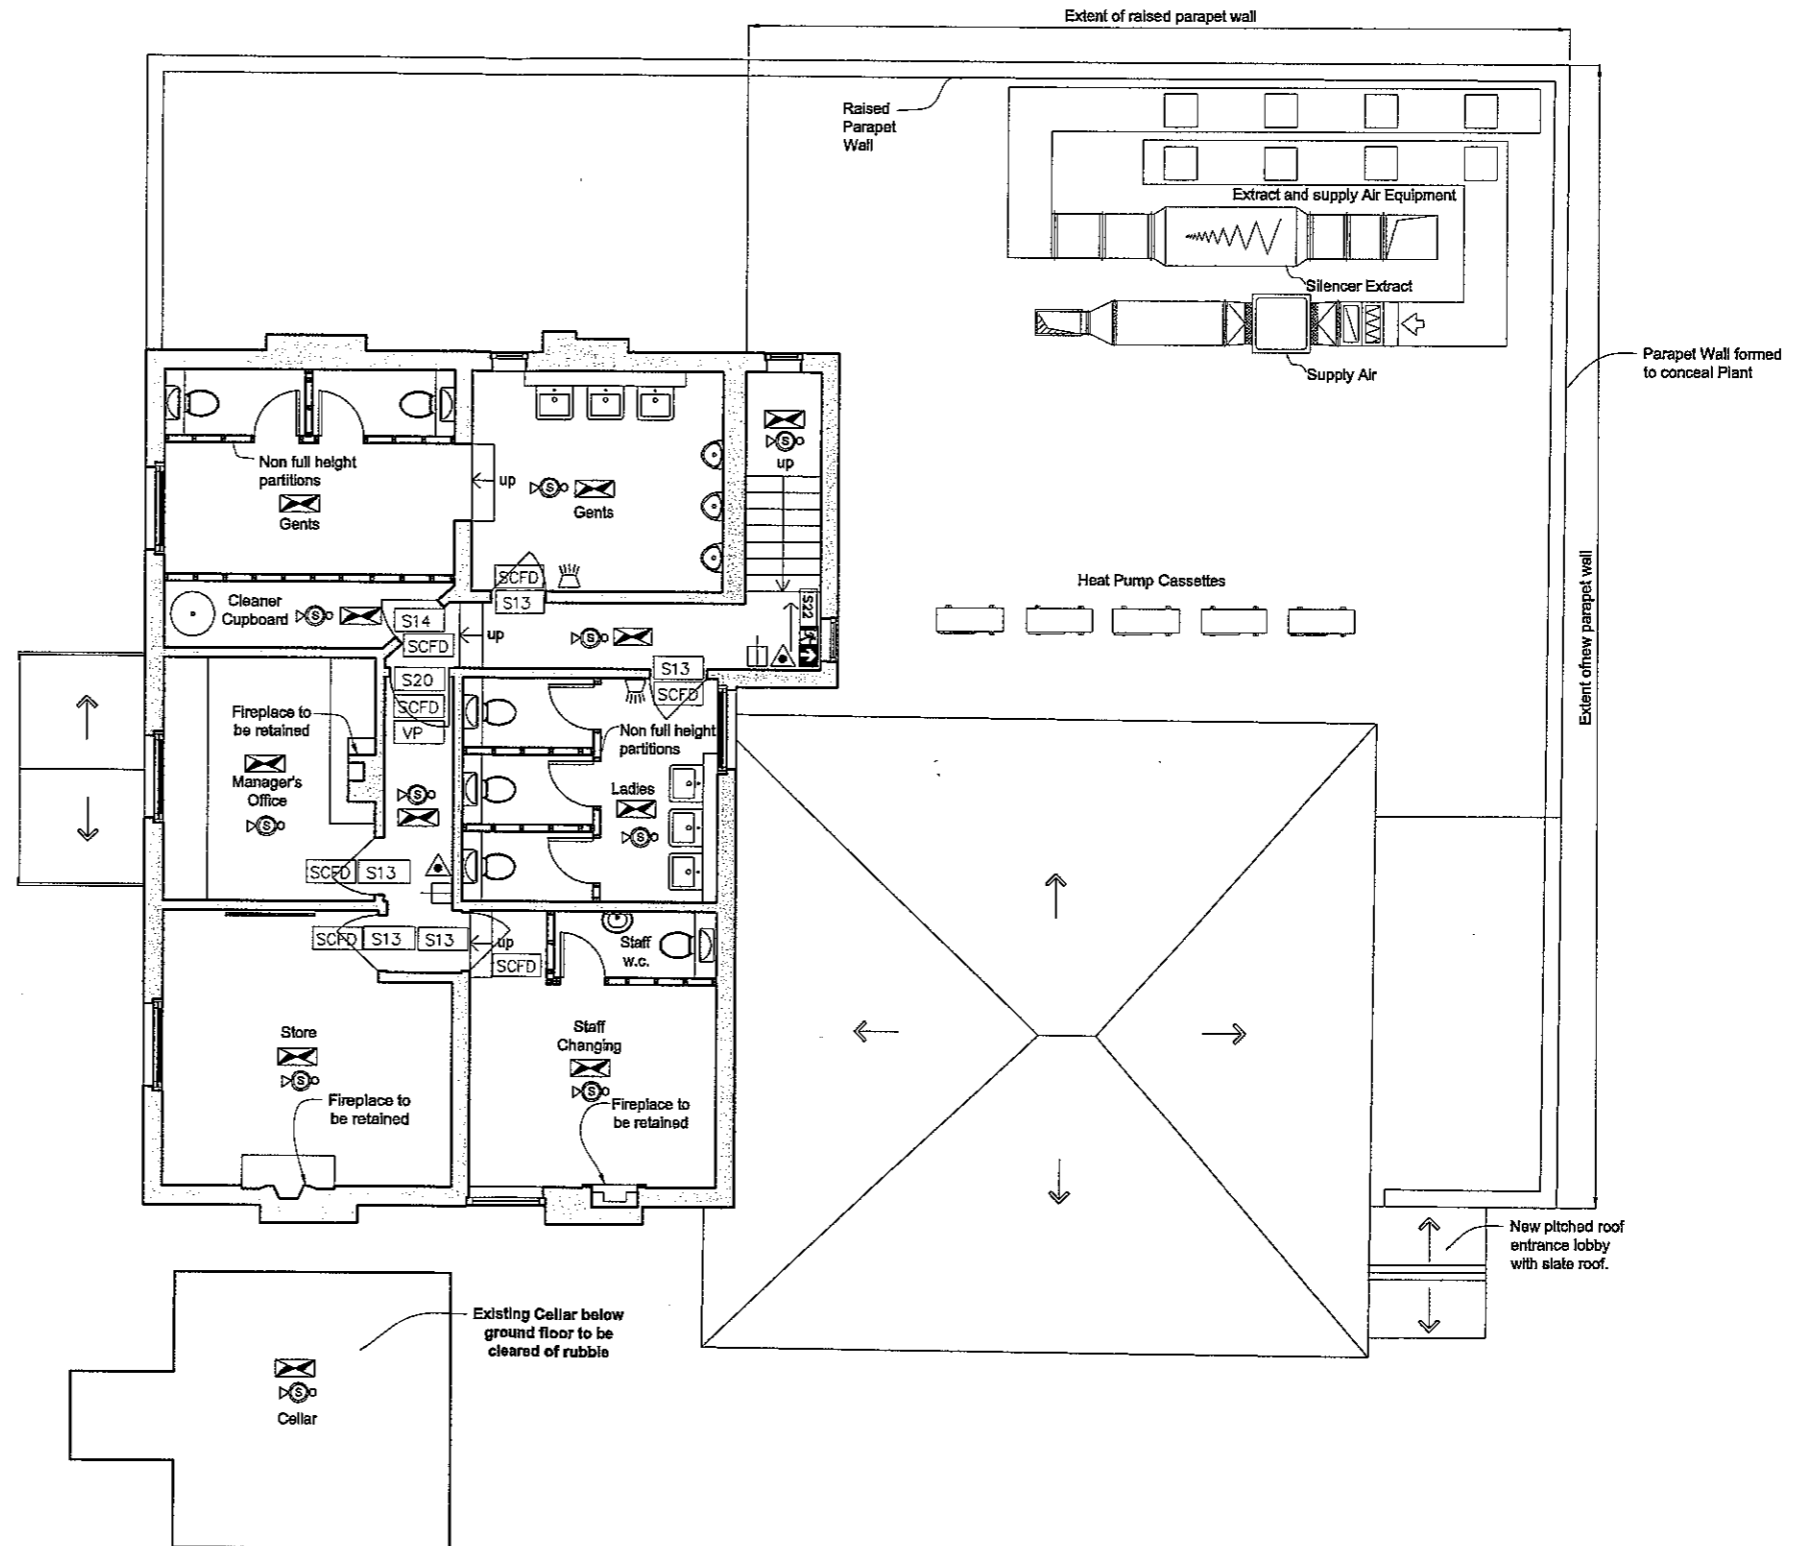 Extent of raised parapet wall
Raised
Parapet
Wall
Extract and supply Air Equipment
Silencer Extract
Supply Air
Parapet Wall formed
to conceal Plant
Non full height
partitions
Gents
up
S
Gents
S
up
SCFD
S13
Cleaner
Cupboard
S
S14
SCFD
up
S
S22
Heat Pump Cassettes
Extent ofnew parapet wall
S13
SCFD
S20
SCFD
VP
Fireplace to
be retained
Manager's
Office
S
S
Non full height
partitions
Ladies
S
SCFD
S13
SCFD
S13
S13
up
SCFD
Staff
w.c.
Store
S
Fireplace to
be retained
Staff
Changing
S
Fireplace to
be retained
New pitched roof
entrance lobby
with slate roof.
Existing Cellar below
ground floor to be
cleared of rubble
S
Cellar